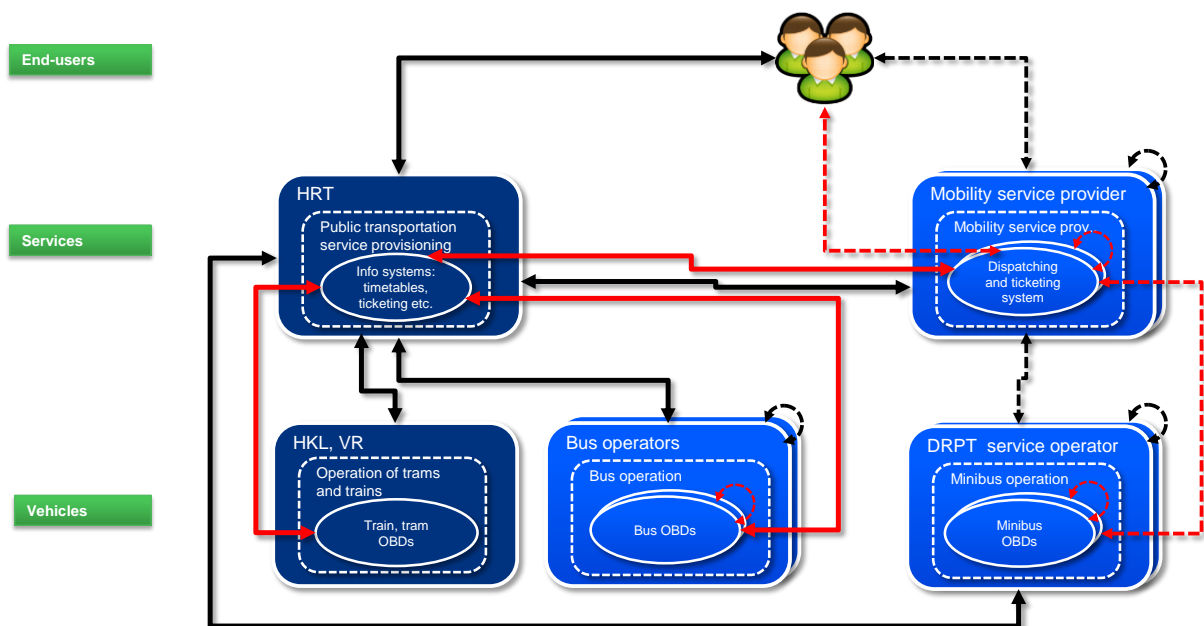 End-users
HRT
Mobility service provider
Services
Public transportation
service provisioning
Mobility service prov..
Info systems:
timetables,
ticketing etc.
Dispatching
and ticketing
system
HKL, VR
Bus operators
DRPT service operator
Vehicles
Operation of trams
and trains
Bus operation
Minibus operation
Train, tram
OBDs
Bus OBDs
Minibus
OBDs